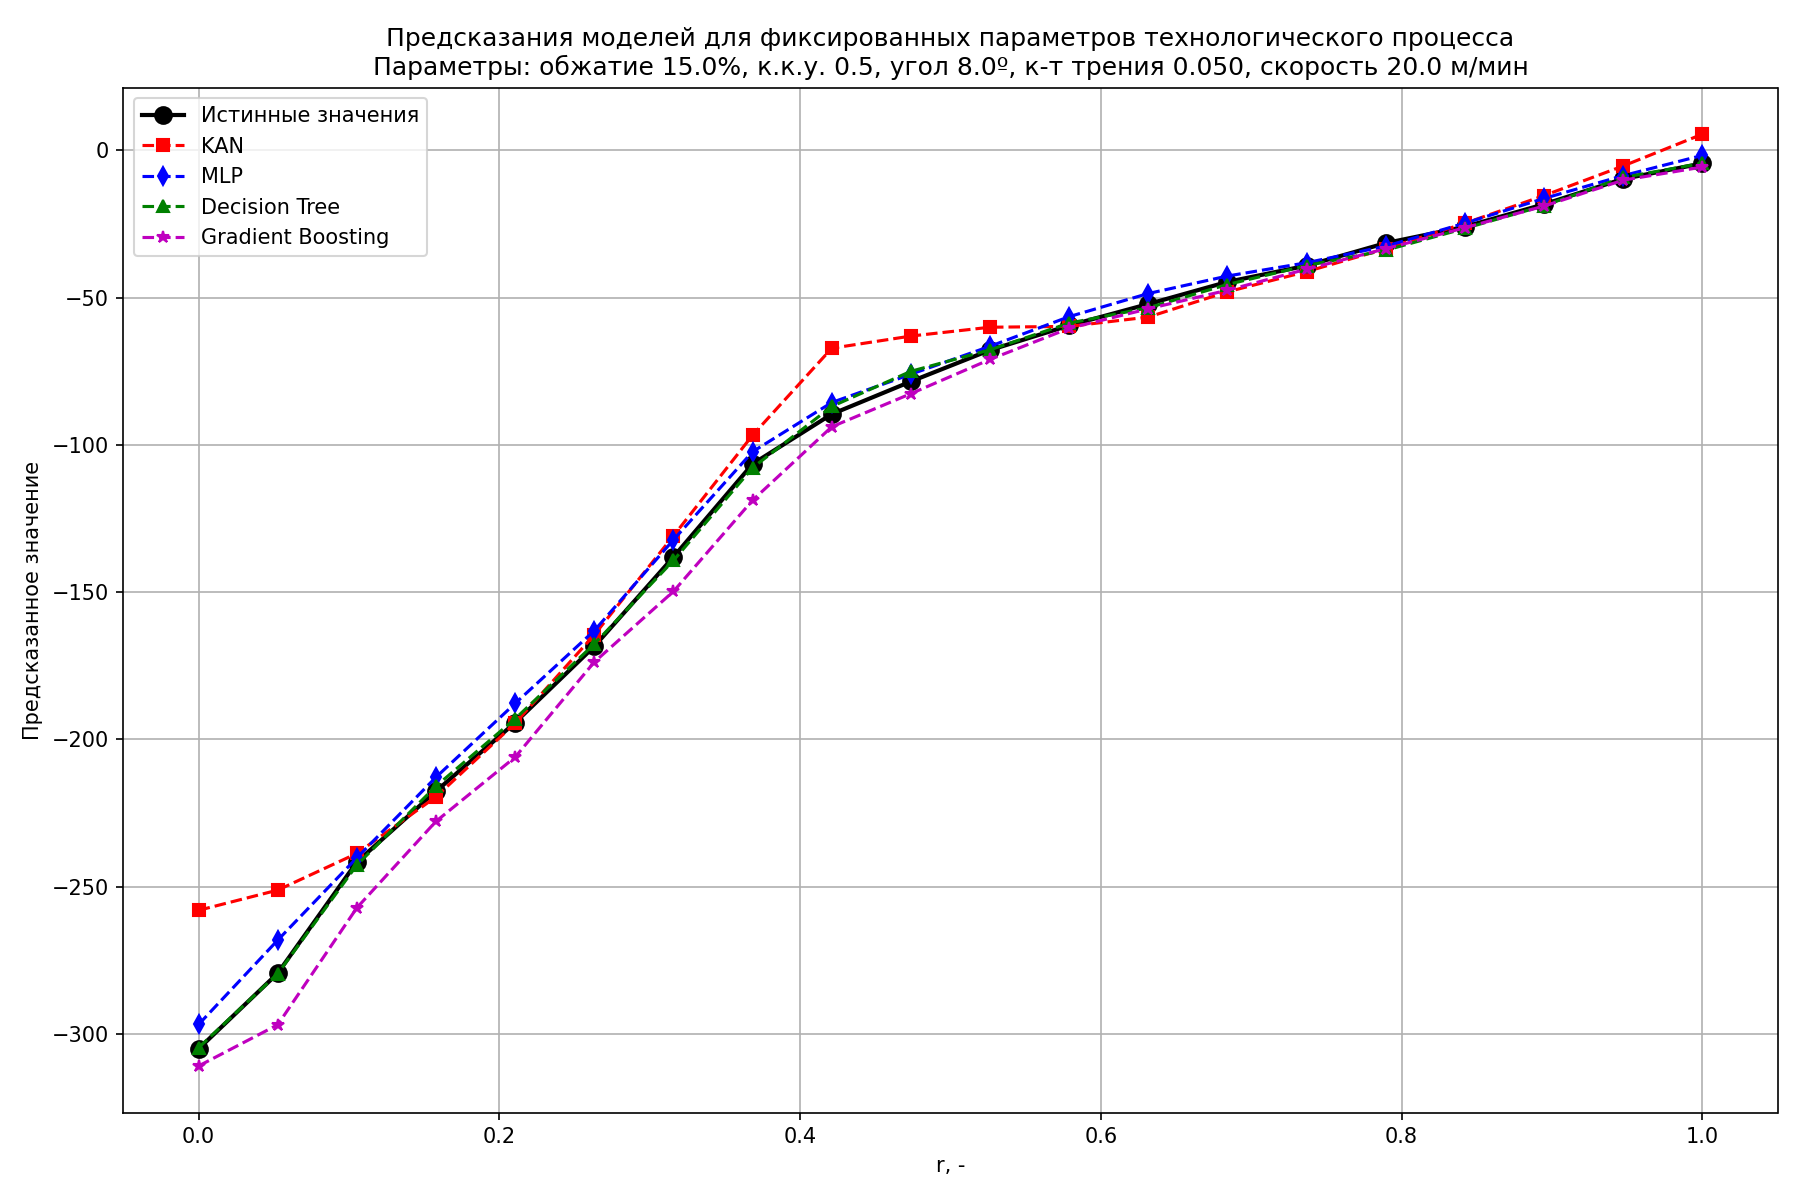 Предсказания моделей для фиксированных параметров технологического процесса
Параметры: обжатие 15.0%, к.к.у. 0.5, угол 8.0º, к-т трения 0.050, скорость 20.0 м/мин
Истинные значения
KAN
MLP
Decision Tree
Gradient Boosting
Предсказанное значение
0
−50
−100
−150
−200
−250
−300
0.0 0.2 0.4 0.6 0.8 1.0
r, -